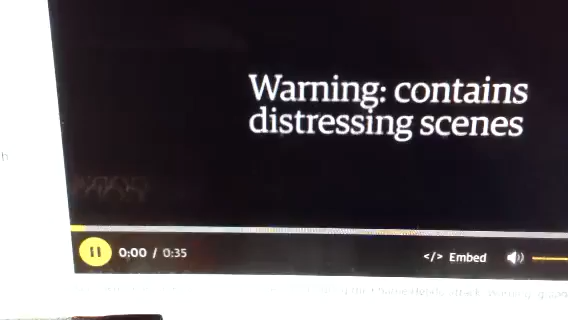 Warning: contains
distressing scenes
0:00 / 0:35
</> Embed